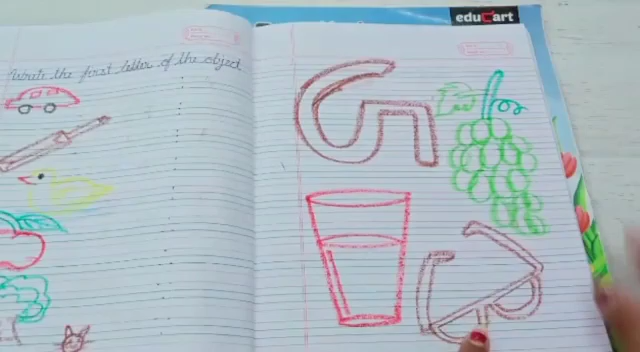 educart
Write the first letter of the object
G